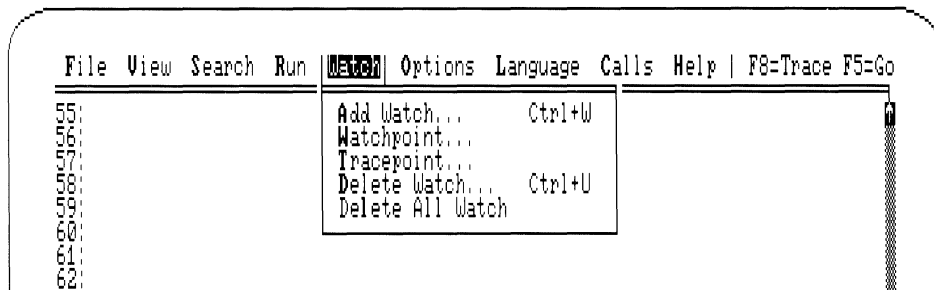 File View Search Run Watch Options Language Calls Help | F8=Trace F5=Go
55 Add Watch... Ctrl+W
56 Watchpoint...
57 Tracepoint...
58 Delete Watch... Ctrl+U
59 Delete All Watch
60
61
62